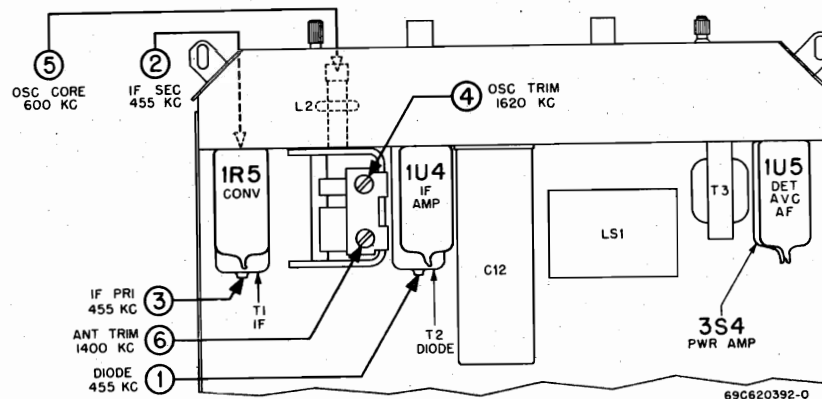 5
OSC CORE
600 KC
2
IF SEC
455 KC
L2
4
OSC TRIM
1620 KC
1R5
CONV
1U4
IF
AMP
1U5
DET
AVC
AF
T3
LS1
C12
3
IF PRI
455 KC
T1
IF
6
ANT TRIM
1400 KC
T2
DIODE
1
DIODE
455 KC
3S4
PWR AMP
69C620392-0